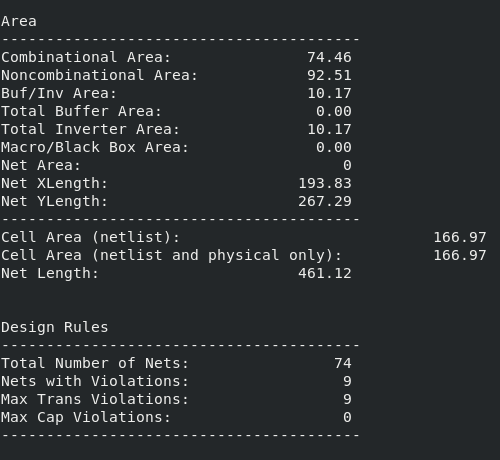 Area
----------------------------------------
Combinational Area:               74.46
Noncombinational Area:            92.51
Buf/Inv Area:                     10.17
Total Buffer Area:                 0.00
Total Inverter Area:              10.17
Macro/Black Box Area:              0.00
Net Area:                             0
Net XLength:                     193.83
Net YLength:                     267.29
----------------------------------------
Cell Area (netlist):                            166.97
Cell Area (netlist and physical only):          166.97
Net Length:                      461.12
Design Rules
----------------------------------------
Total Number of Nets:                74
Nets with Violations:                 9
Max Trans Violations:                 9
Max Cap Violations:                   0
----------------------------------------